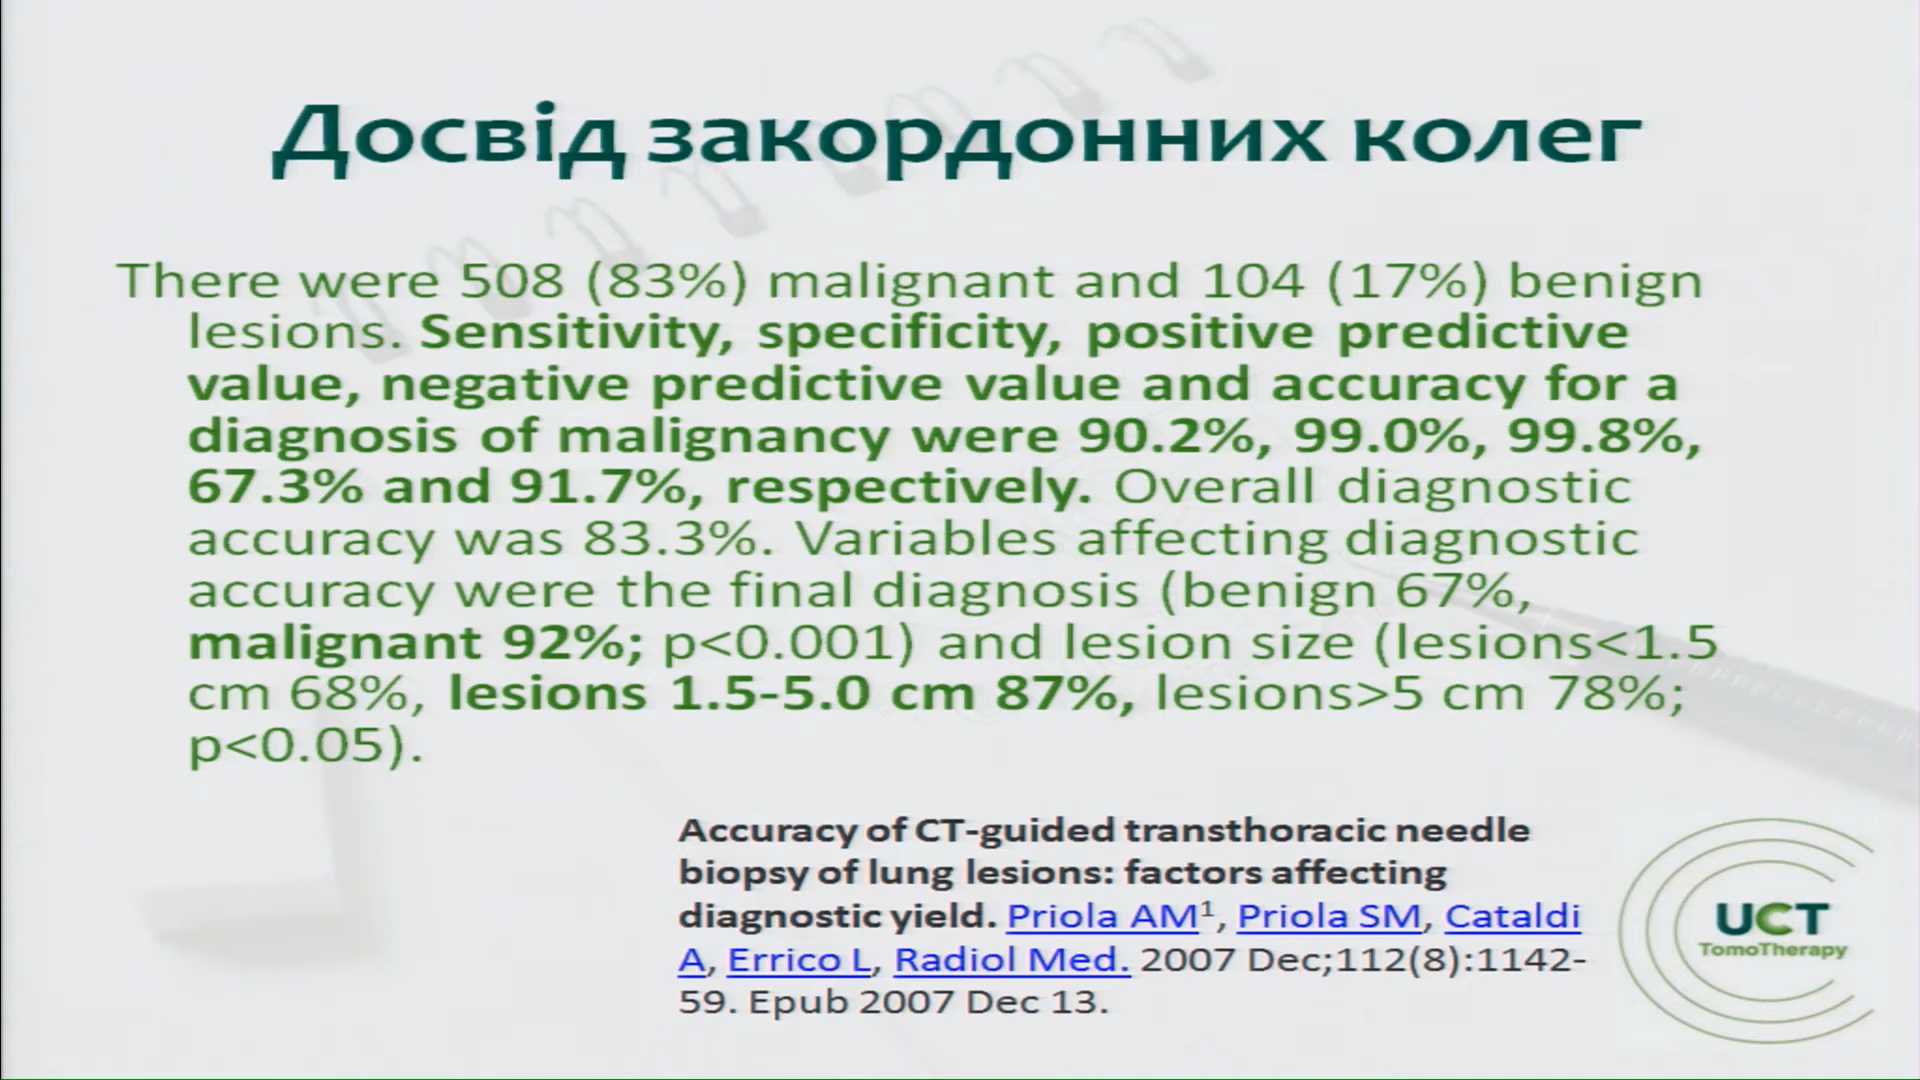 Досвід закордонних колег
There were 508 (83%) malignant and 104 (17%) benign
lesions. Sensitivity, specificity, positive predictive
value, negative predictive value and accuracy for a
diagnosis of malignancy were 90.2%, 99.0%, 99.8%,
67.3% and 91.7%, respectively. Overall diagnostic
accuracy was 83.3%. Variables affecting diagnostic
accuracy were the final diagnosis (benign 67%,
malignant 92%; p<0.001) and lesion size (lesions<1.5
cm 68%, lesions 1.5-5.0 cm 87%, lesions>5 cm 78%;
p<0.05).
Accuracy of CT-guided transthoracic needle
biopsy of lung lesions: factors affecting
diagnostic yield. Priola AM¹, Priola SM, Cataldi
A, Errico L, Radiol Med. 2007 Dec;112(8):1142-
59. Epub 2007 Dec 13.
UCT
TomoTherapy